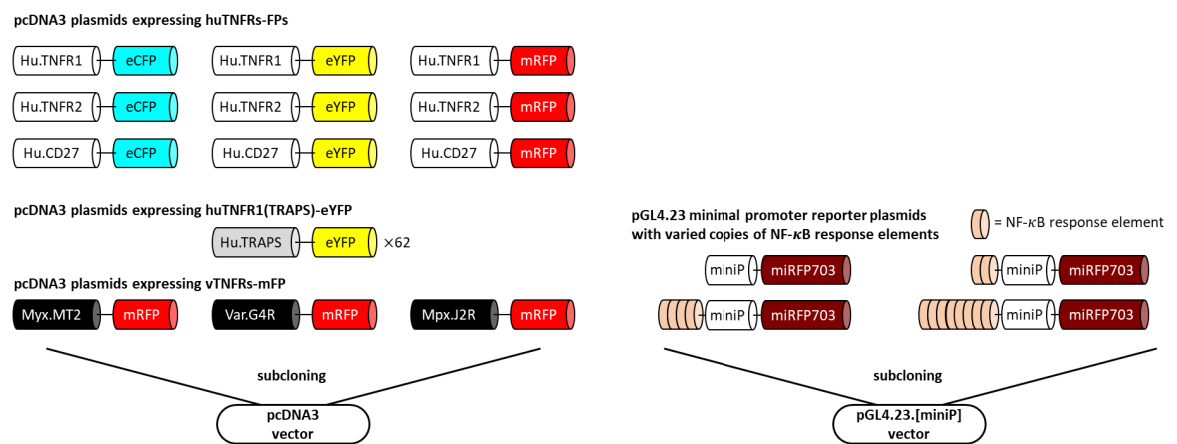 pcDNA3 plasmids expressing huTNFRs-FPs
Hu.TNFR1 eCFP Hu.TNFR1 eYFP Hu.TNFR1 mRFP
Hu.TNFR2 eCFP Hu.TNFR2 eYFP Hu.TNFR2 mRFP
Hu.CD27 eCFP Hu.CD27 eYFP Hu.CD27 mRFP
pcDNA3 plasmids expressing huTNFR1(TRAPS)-eYFP
Hu.TRAPS eYFP ×62
pcDNA3 plasmids expressing vTNFRs-mFP
Myx.MT2 mRFP Var.G4R mRFP Mpx.J2R mRFP
subcloning
pcDNA3
vector
pGL4.23 minimal promoter reporter plasmids
with varied copies of NF-κB response elements
= NF-κB response element
miniP miRFP703 miniP miRFP703
miniP miRFP703 miniP miRFP703
subcloning
pGL4.23.[miniP]
vector